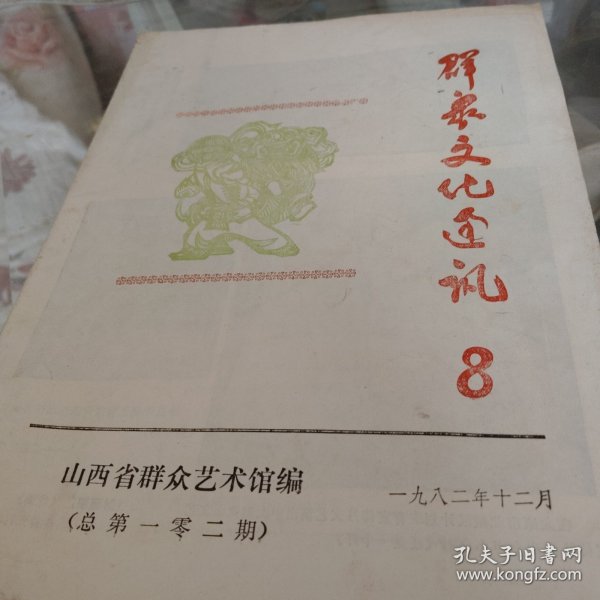 群众文化通讯
8
山西省群众艺术馆编
(总第一零二期)
一九八二年十二月
孔夫子旧书网
www.kongfz.com